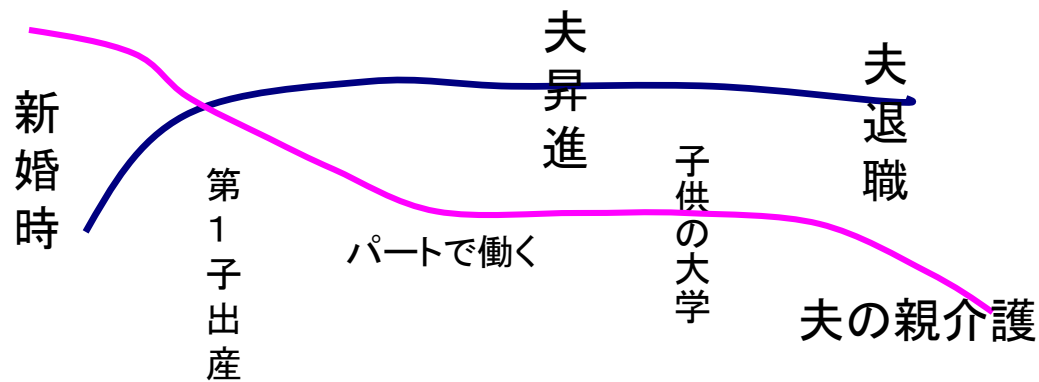 新婚時
第1子出産
パートで働く
夫昇進
子供の大学
夫退職
夫の親介護